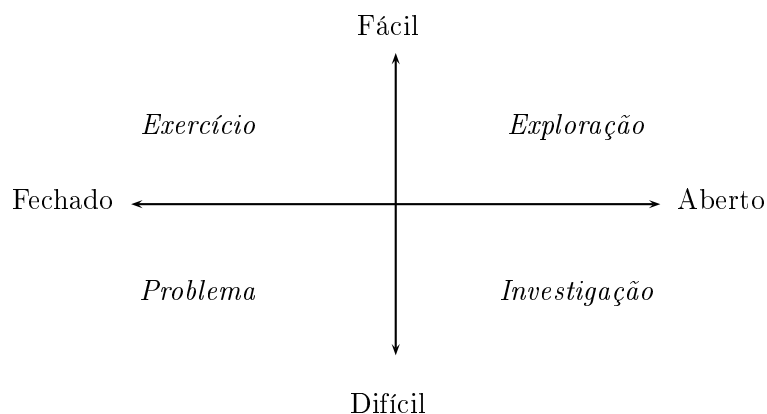 Fácil
Exercício Exploração
Fechado Aberto
Problema Investigação
Difícil